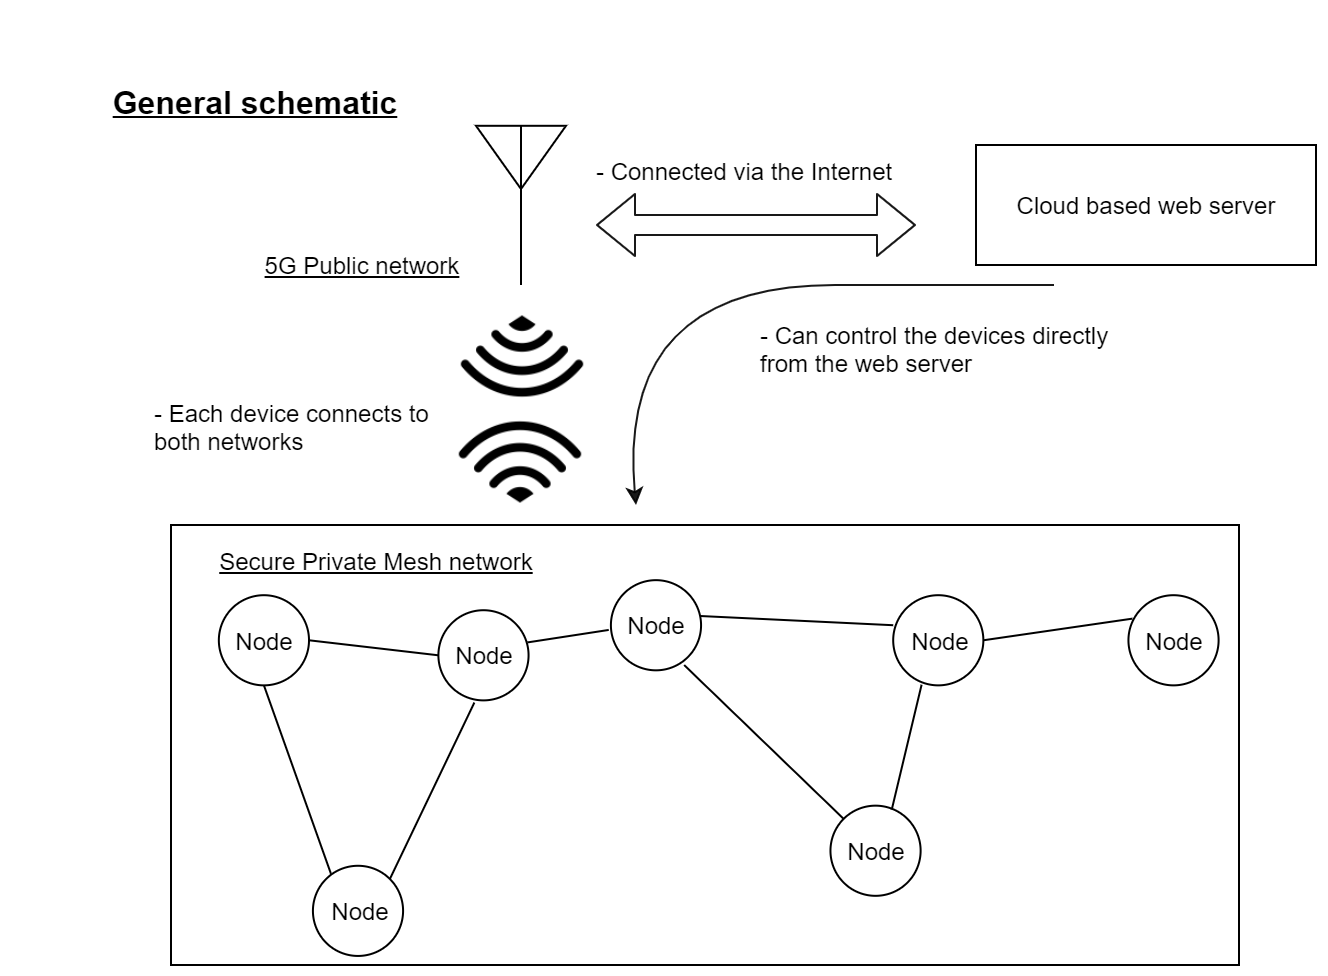 General schematic
- Connected via the Internet
Cloud based web server
5G Public network
- Can control the devices directly
from the web server
- Each device connects to
both networks
Secure Private Mesh network
Node
Node
Node
Node
Node
Node
Node